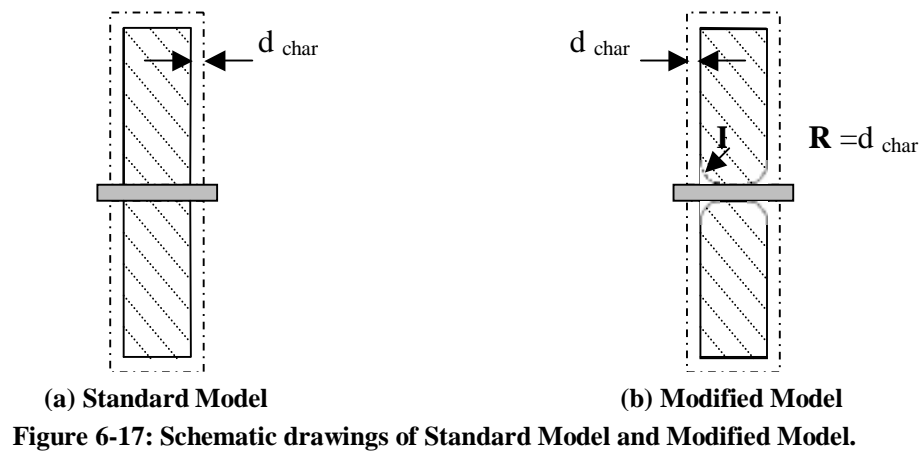 d char
d char
I
R =d char
(a) Standard Model
(b) Modified Model
Figure 6-17: Schematic drawings of Standard Model and Modified Model.